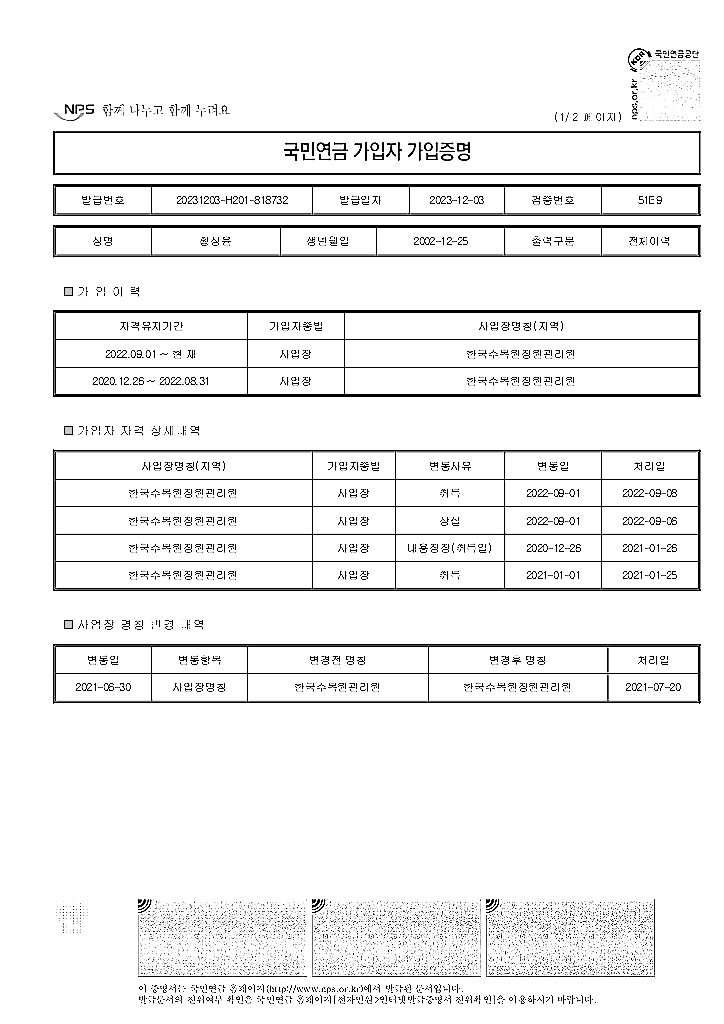 국민연금공단
nps.or.kr
NPS 함께 나누고 함께 누려요
(1/2 페이지)
국민연금 가입자 가입증명
발급번호 20231203-H201-818732 발급일자 2023-12-03 검증번호 51E9
성명 생년월일 2002-12-25 출력구분 전체이력
가 입 이 력
자격유지기간 가입자종별 사업장명칭(지역)
2022.09.01 ~ 현 재 사업장 한국수목원정원관리원
2020.12.26 ~ 2022.08.31 사업장 한국수목원정원관리원
가입자 자격 상세내역
사업장명칭(지역) 가입자종별 변동사유 변동일 처리일
한국수목원정원관리원 사업장 취득 2022-09-01 2022-09-08
한국수목원정원관리원 사업장 상실 2022-09-01 2022-09-06
한국수목원정원관리원 사업장 내용정정(취득일) 2020-12-26 2021-01-26
한국수목원정원관리원 사업장 취득 2021-01-01 2021-01-25
사업장 명칭 변경 내역
변동일 변동항목 변경전 명칭 변경후 명칭 처리일
2021-06-30 사업장명칭 한국수목원관리원 한국수목원정원관리원 2021-07-20
이 증명서는 국민연금 홈페이지(http://www.nps.or.kr)에서 발급된 문서입니다.
발급문서의 진위여부 확인은 국민연금 홈페이지[전자민원>인터넷발급증명서 진위확인]을 이용하시기 바랍니다.